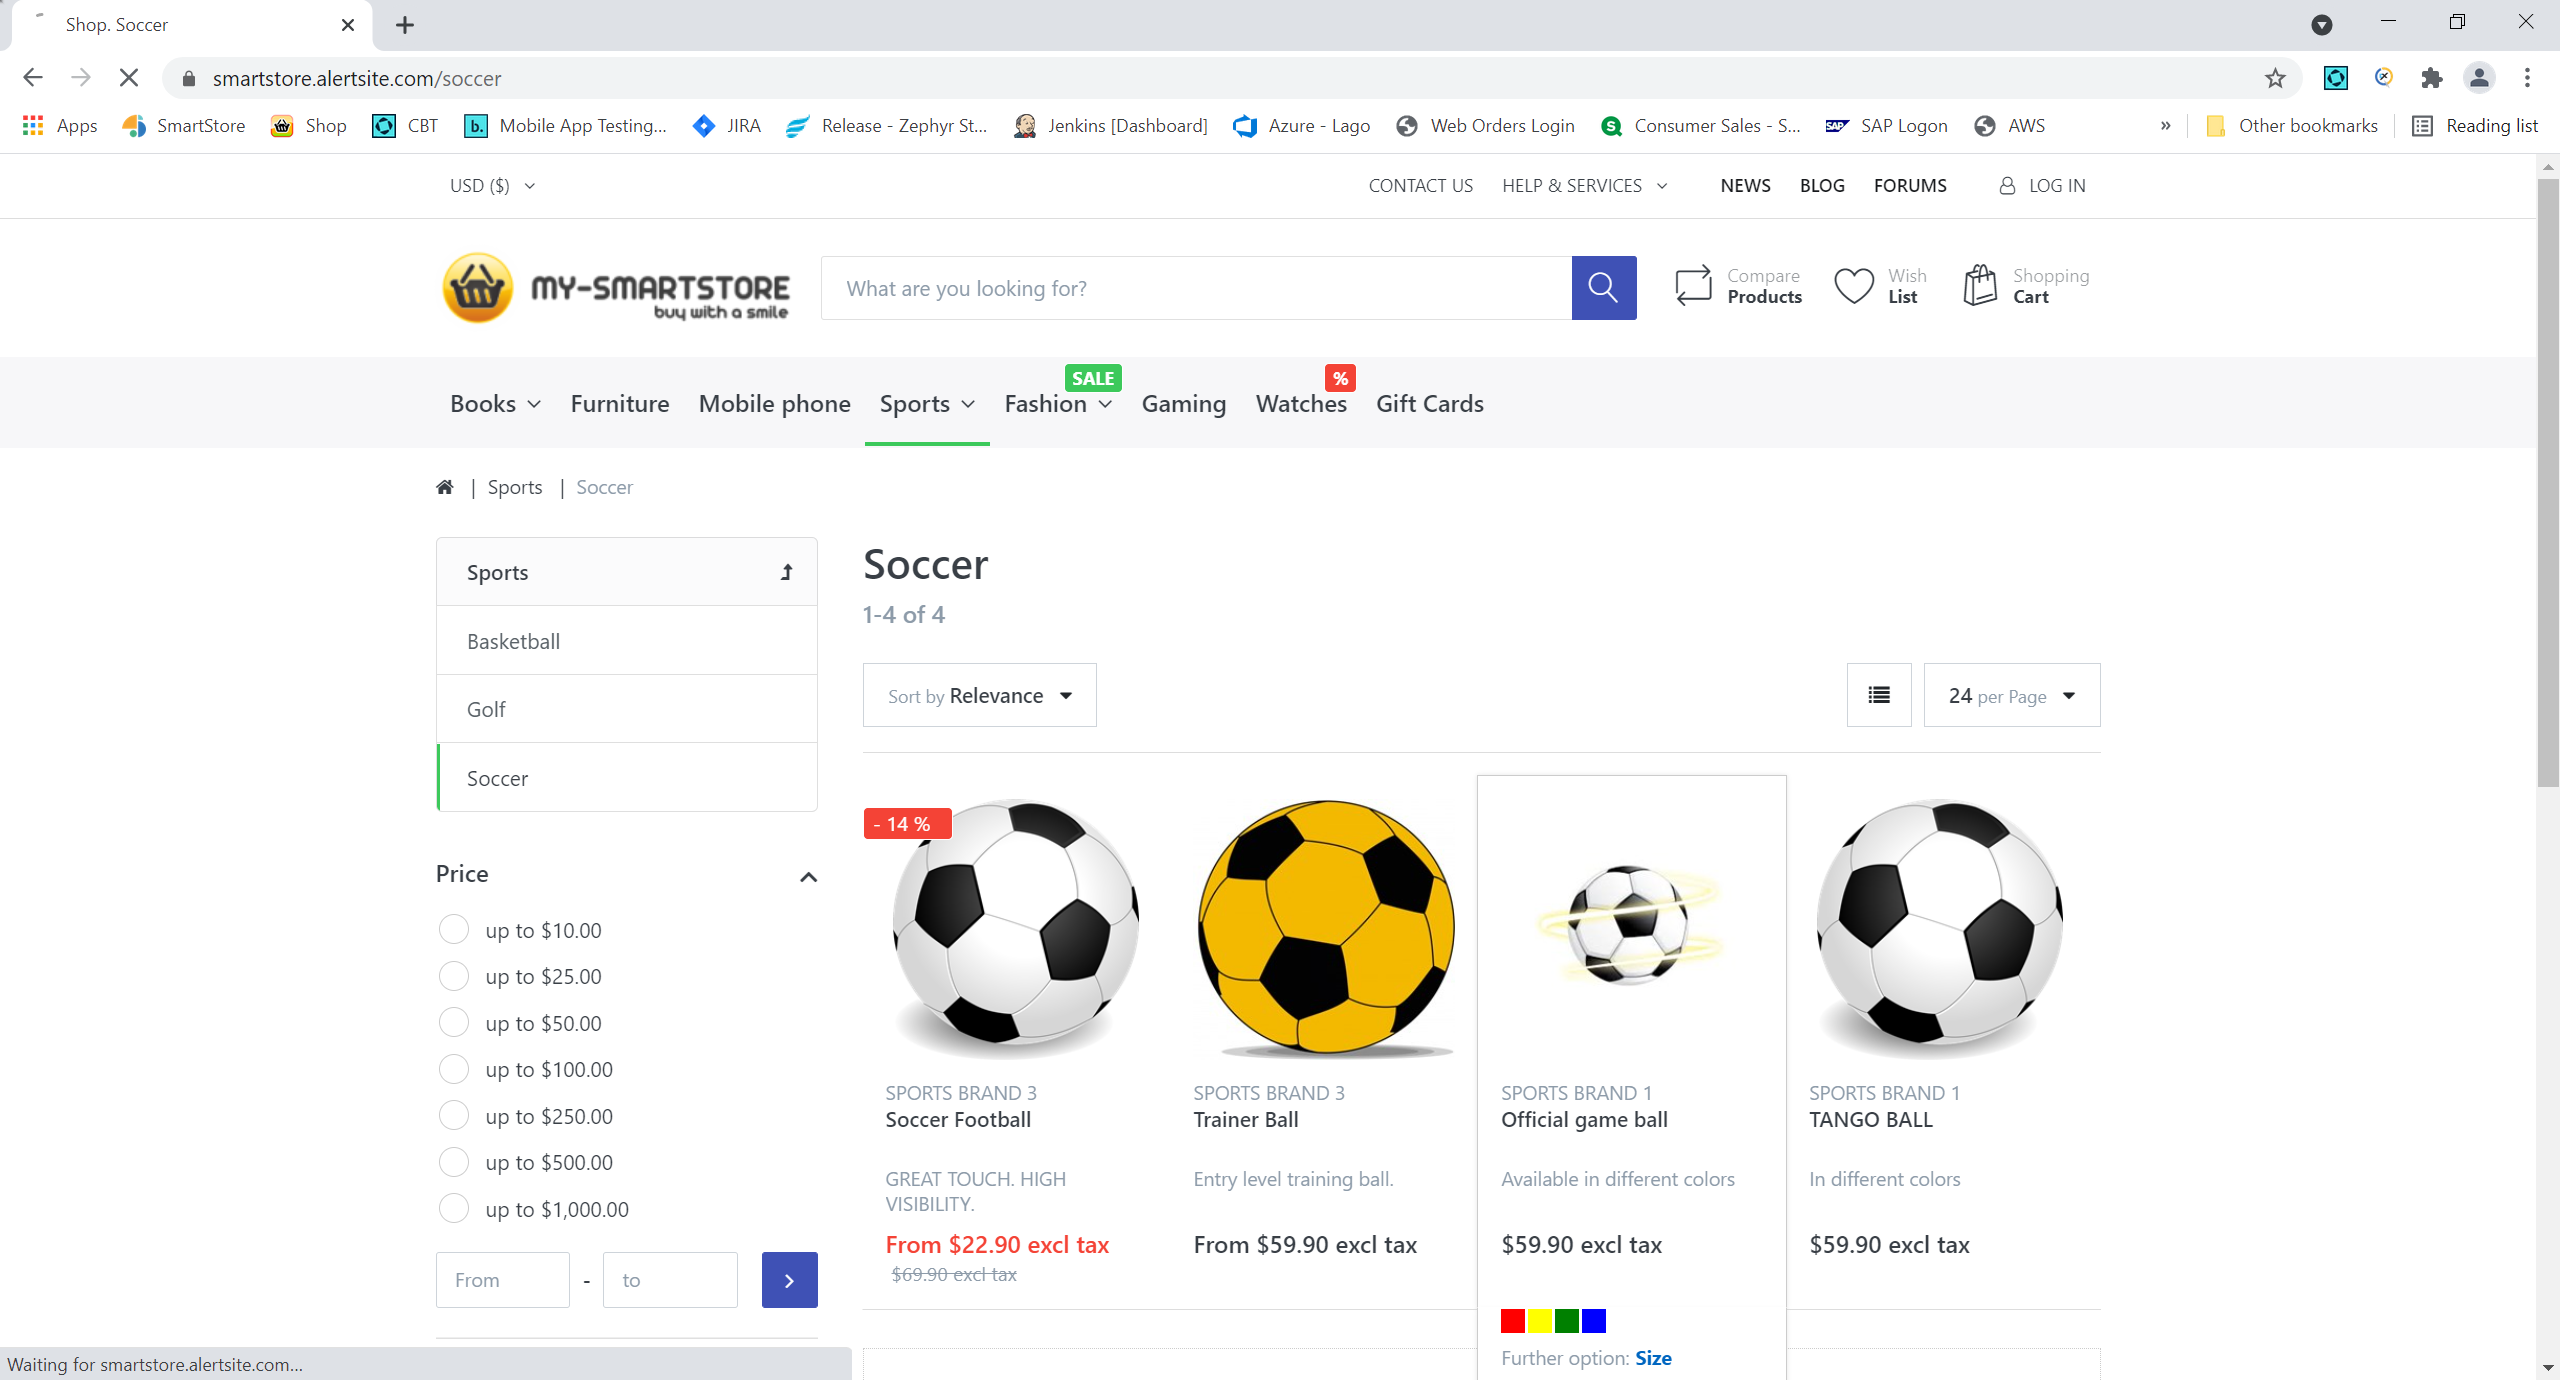 Shop. Soccer
smartstore.alertsite.com/soccer
Apps SmartStore Shop CBT b. Mobile App Testing... JIRA Release - Zephyr St... Jenkins [Dashboard] Azure - Lago Web Orders Login S Consumer Sales - S... SAP SAP Logon AWS » Other bookmarks Reading list
USD ($) CONTACT US HELP & SERVICES NEWS BLOG FORUMS LOG IN
MY-SMARTSTORE
buy with a smile
What are you looking for?
Compare
Products
Wish
List
Shopping
Cart
SALE %
Books Furniture Mobile phone Sports Fashion Gaming Watches Gift Cards
| Sports | Soccer
Sports
Basketball
Golf
Soccer
Price
up to $10.00
up to $25.00
up to $50.00
up to $100.00
up to $250.00
up to $500.00
up to $1,000.00
From - to
Soccer
1-4 of 4
Sort by Relevance
24 per Page
- 14 %
SPORTS BRAND 3
Soccer Football
GREAT TOUCH. HIGH
VISIBILITY.
From $22.90 excl tax
$69.90 excl tax
SPORTS BRAND 3
Trainer Ball
Entry level training ball.
From $59.90 excl tax
SPORTS BRAND 1
Official game ball
Available in different colors
$59.90 excl tax
Further option: Size
SPORTS BRAND 1
TANGO BALL
In different colors
$59.90 excl tax
Waiting for smartstore.alertsite.com...